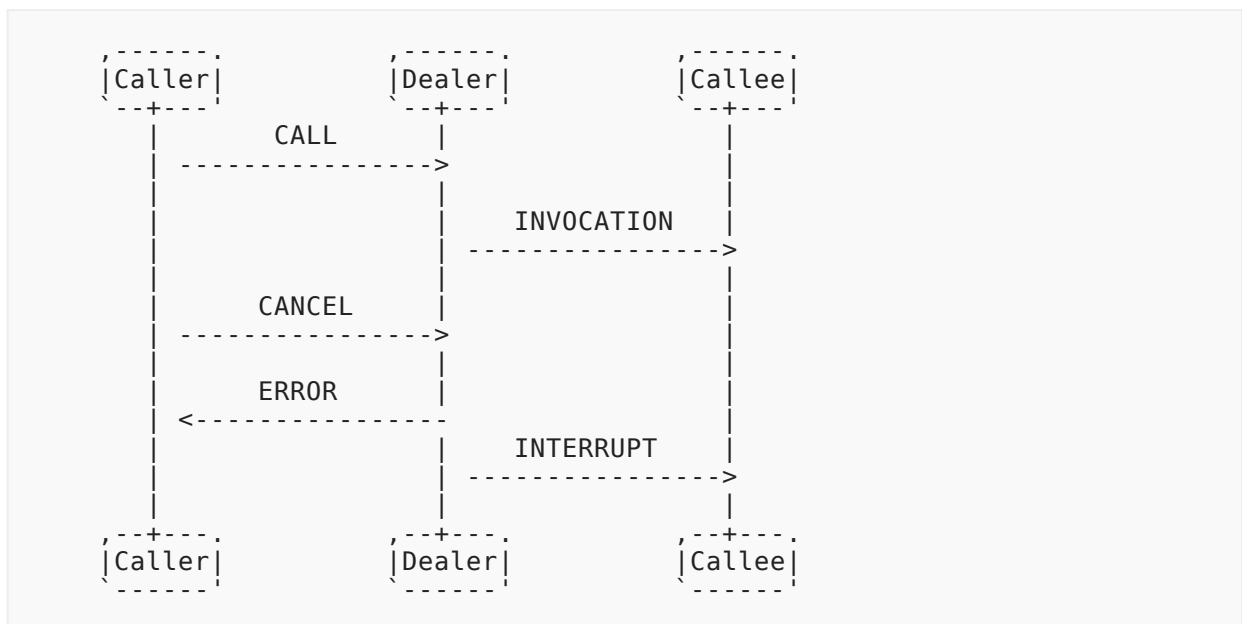 ,------.          ,------.          ,------.
|Caller|          |Dealer|          |Callee|
`--+---'          `--+---'          `--+---'
   |       CALL      |                 |
   | ---------------->                 |
   |                 |                 |
   |                 |    INVOCATION   |
   |                 | ---------------->
   |                 |                 |
   |      CANCEL     |                 |
   | ---------------->                 |
   |                 |                 |
   |      ERROR      |                 |
   | <----------------                 |
   |                 |    INTERRUPT    |
   |                 | ---------------->
   |                 |                 |
,--+---.          ,--+---.          ,--+---.
|Caller|          |Dealer|          |Callee|
`------'          `------'          `------'